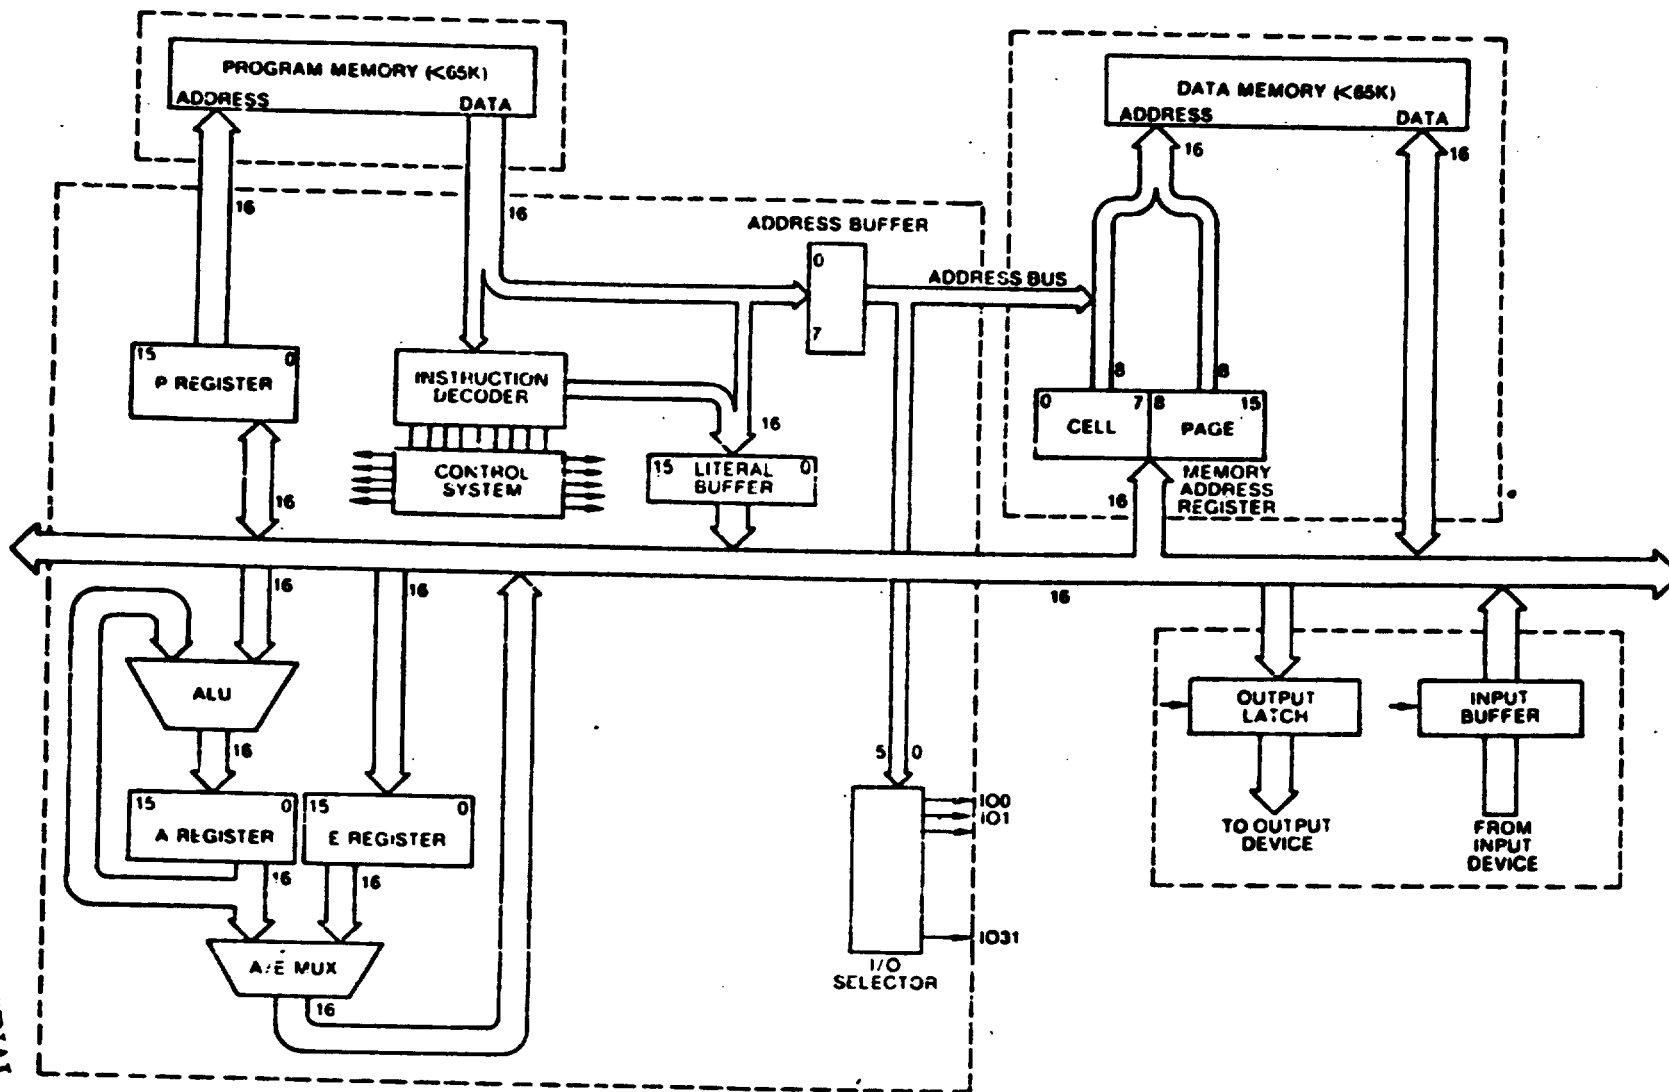 PROGRAM MEMORY (<65K)
ADDRESS DATA
16
16
DATA MEMORY (<65K)
ADDRESS DATA
16
16
ADDRESS BUFFER
0
7
ADDRESS BUS
15 0
P REGISTER
INSTRUCTION
DECODER
CONTROL
SYSTEM
16
15 LITERAL 0
BUFFER
8
8
0 7 8 15
CELL PAGE
MEMORY
ADDRESS
REGISTER
16
16
16
16
16
ALU
16
15 0
A REGISTER
16
15 0
E REGISTER
16
A/E MUX
16
5 0
IO0
IO1
IO31
I/O
SELECTOR
OUTPUT
LATCH
INPUT
BUFFER
TO OUTPUT
DEVICE
FROM
INPUT
DEVICE